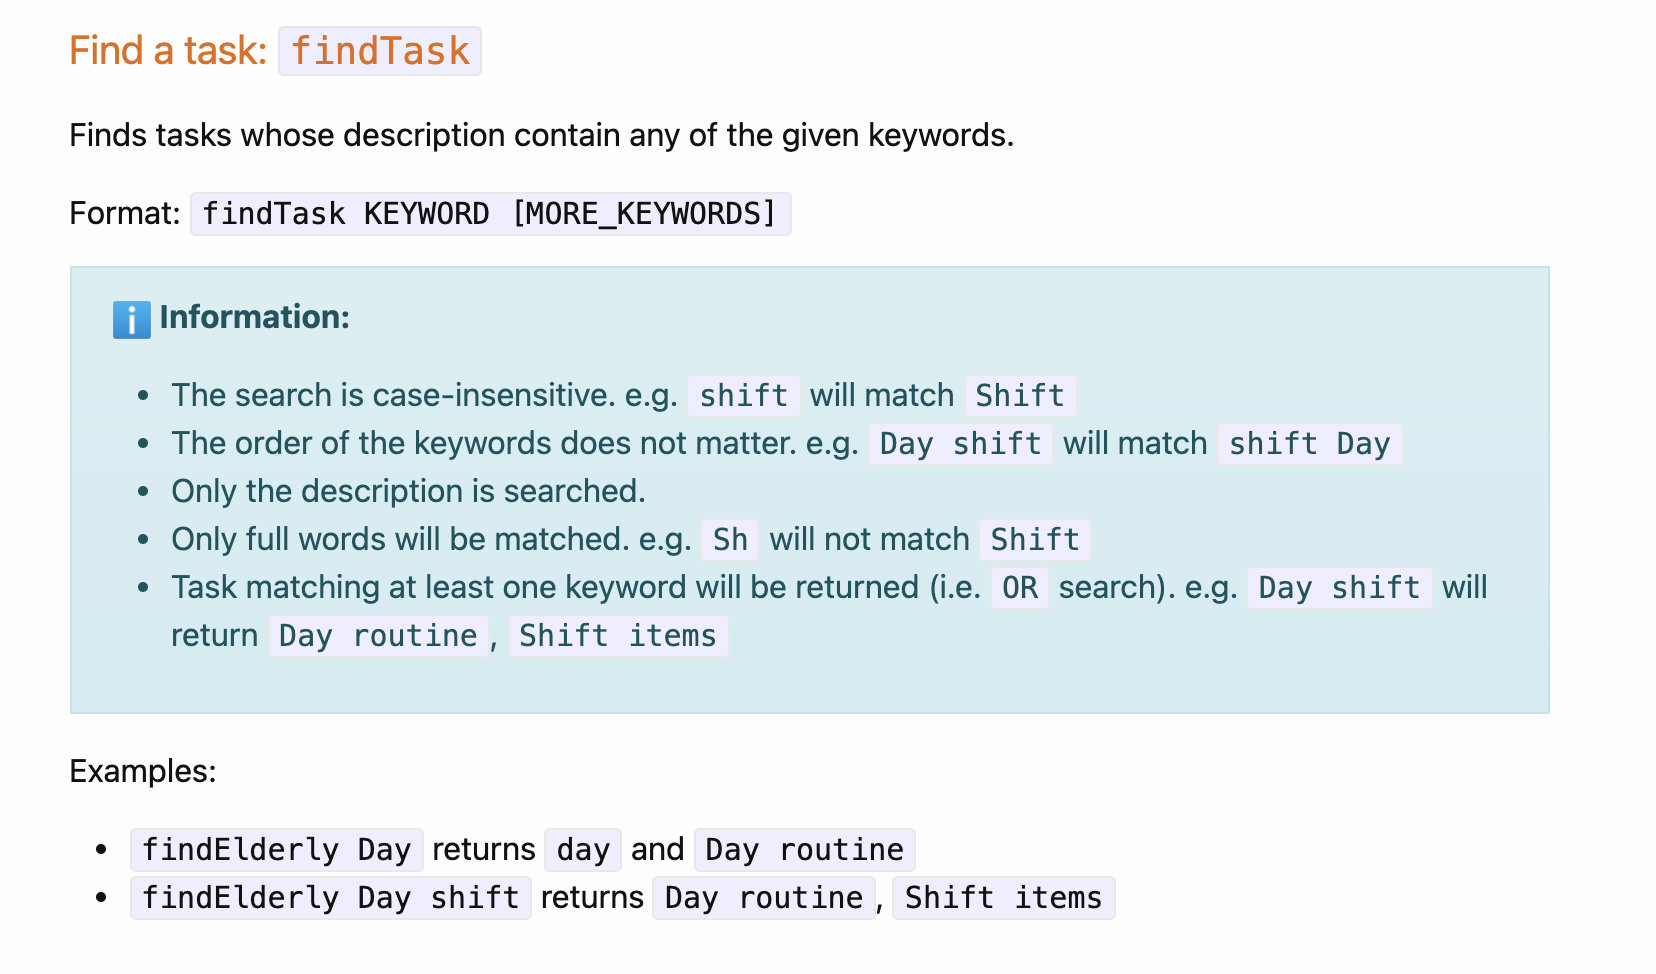 Find a task: findTask
Finds tasks whose description contain any of the given keywords.
Format: findTask KEYWORD [MORE_KEYWORDS]
ℹ️ Information:
• The search is case-insensitive. e.g. shift will match Shift
• The order of the keywords does not matter. e.g. Day shift will match shift Day
• Only the description is searched.
• Only full words will be matched. e.g. Sh will not match Shift
• Task matching at least one keyword will be returned (i.e. OR search). e.g. Day shift will
return Day routine, Shift items
Examples:
• findElderly Day returns day and Day routine
• findElderly Day shift returns Day routine, Shift items